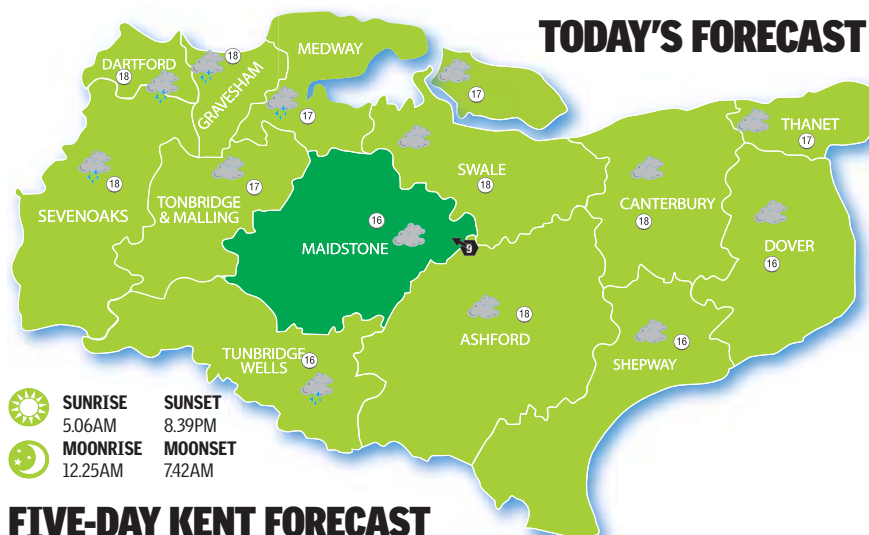 TODAY'S FORECAST
MEDWAY
18
DARTFORD
18
GRAVESHAM
17
17
THANET
17
SWALE
18
18
SEVENOAKS
17
TONBRIDGE
& MALLING
CANTERBURY
18
16
MAIDSTONE
9
DOVER
16
18
ASHFORD
16
SHEPWAY
TUNBRIDGE
WELLS
16
SUNRISE SUNSET
5.06AM 8.39PM
MOONRISE MOONSET
12.25AM 7.42AM
FIVE-DAY KENT FORECAST